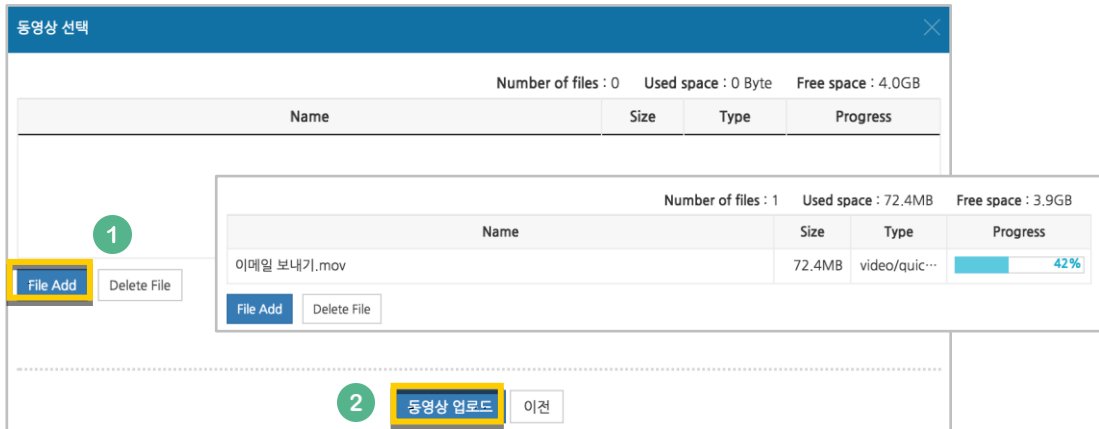 동영상 선택
Number of files : 0 Used space : 0 Byte Free space : 4.0GB
Name Size Type Progress
1
File Add Delete File
Number of files : 1 Used space : 72.4MB Free space : 3.9GB
Name Size Type Progress
이메일 보내기.mov 72.4MB video/quic··· 42%
File Add Delete File
2
동영상 업로드 이전